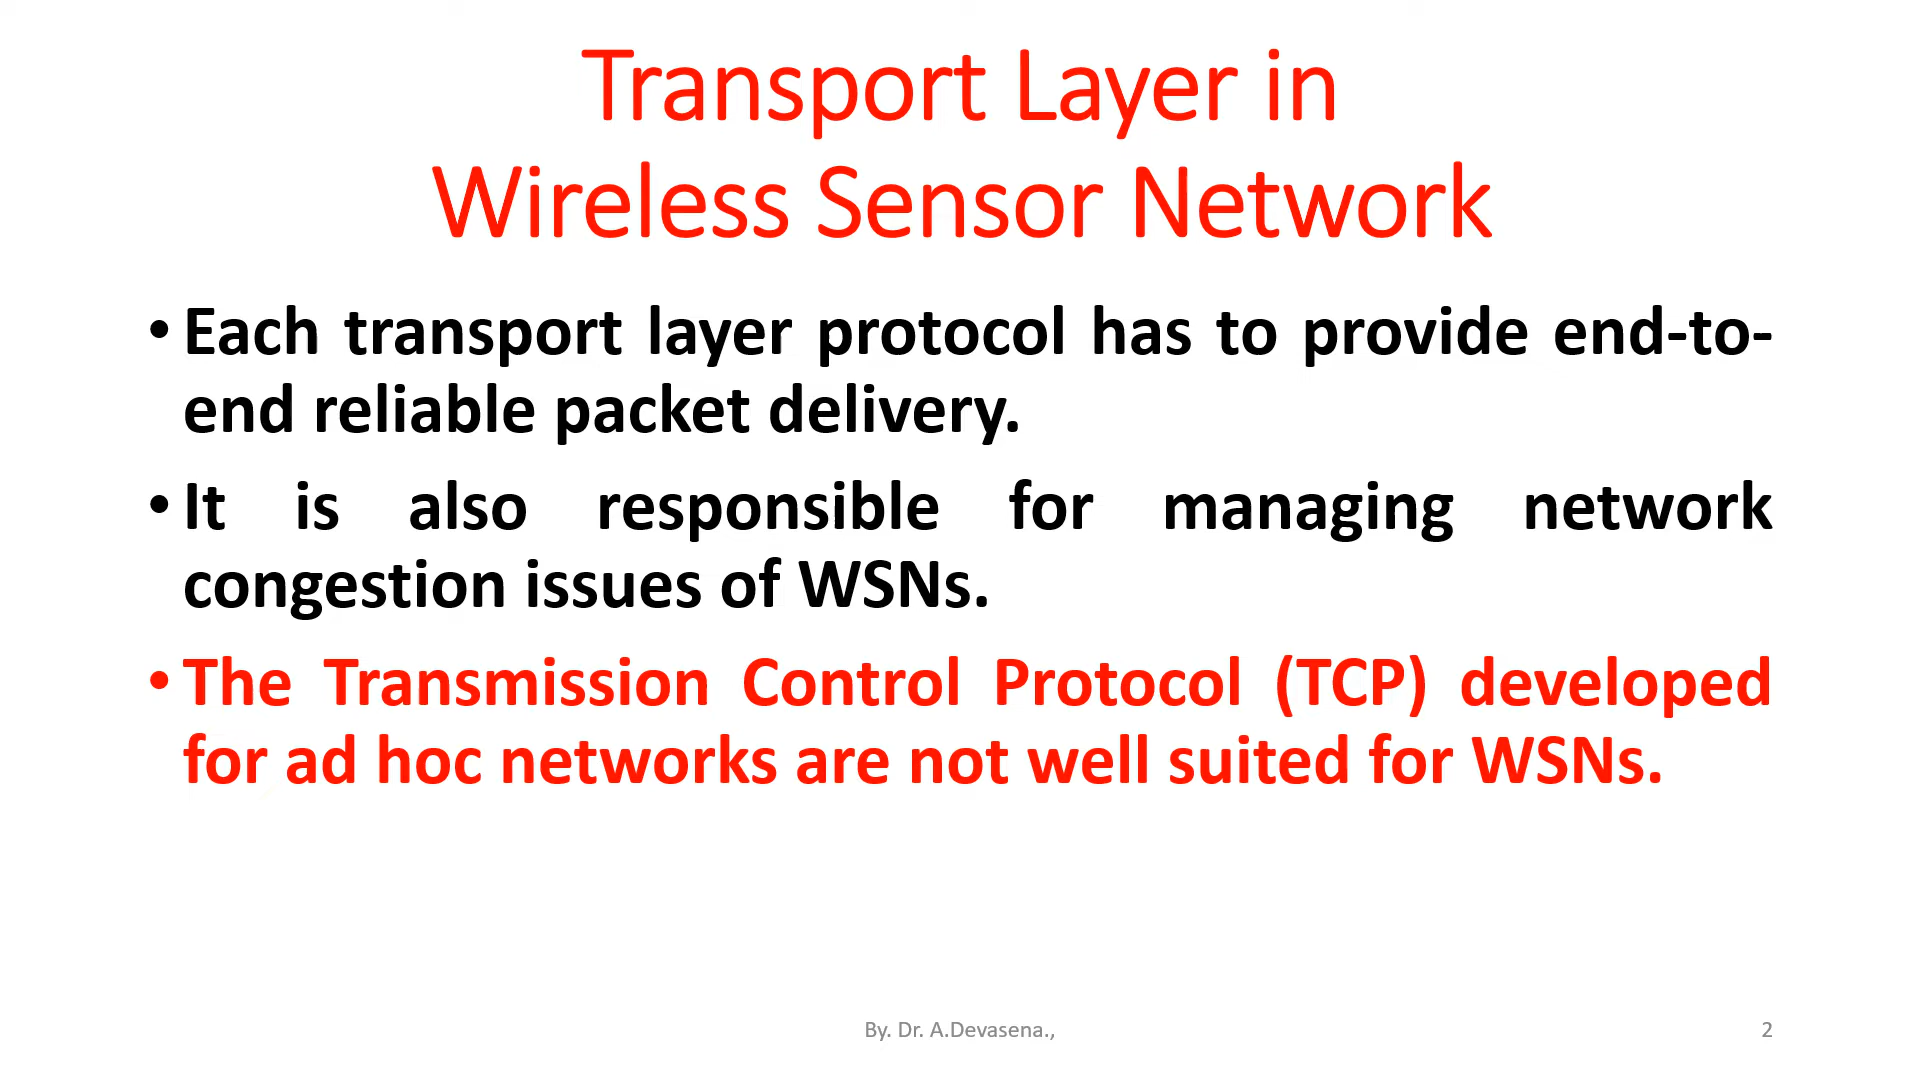 Transport Layer in
Wireless Sensor Network
• Each transport layer protocol has to provide end-to-
end reliable packet delivery.
• It is also responsible for managing network
congestion issues of WSNs.
• The Transmission Control Protocol (TCP) developed
for ad hoc networks are not well suited for WSNs.
By. Dr. A.Devasena.,
2